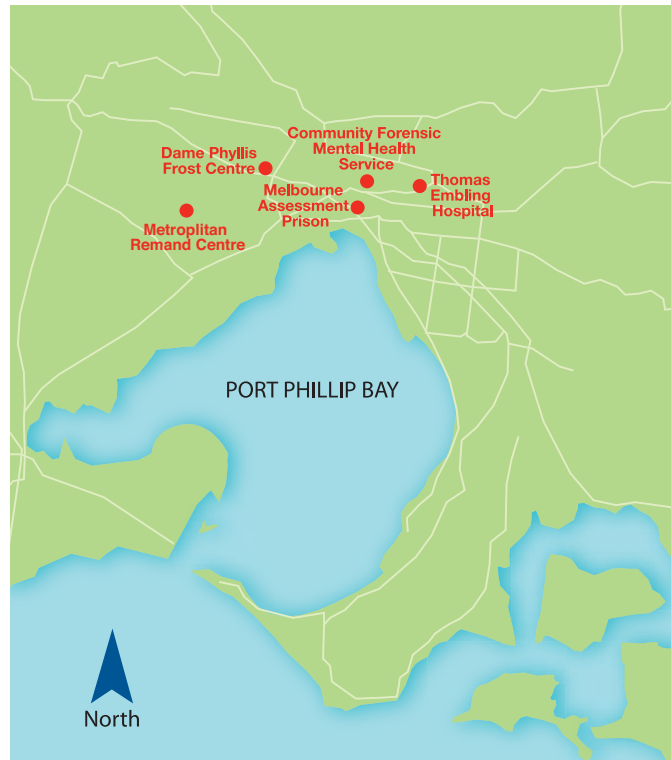 Community Forensic
Mental Health
Service
Dame Phyllis
Frost Centre
Thomas
Embling
Hospital
Melbourne
Assessment
Prison
Metroplitan
Remand Centre
PORT PHILLIP BAY
North